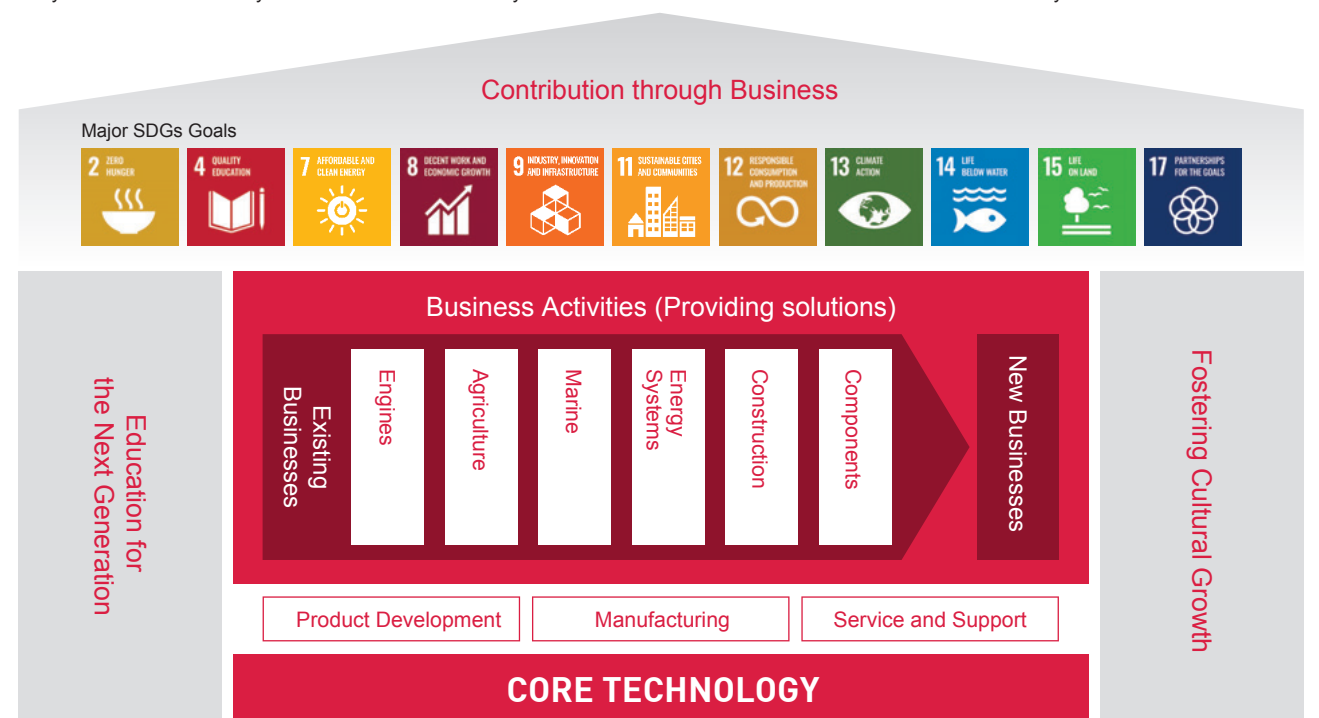 Contribution through Business
Major SDGs Goals
2 ZERO
HUNGER
4 QUALITY
EDUCATION
7 AFFORDABLE AND
CLEAN ENERGY
8 DECENT WORK AND
ECONOMIC GROWTH
9 INDUSTRY, INNOVATION
AND INFRASTRUCTURE
11 SUSTAINABLE CITIES
AND COMMUNITIES
12 RESPONSIBLE
CONSUMPTION
AND PRODUCTION
13 CLIMATE
ACTION
14 LIFE
BELOW WATER
15 LIFE
ON LAND
17 PARTNERSHIPS
FOR THE GOALS
Education for
the Next Generation
Business Activities (Providing solutions)
Existing
Businesses
Engines
Agriculture
Marine
Energy
Systems
Construction
Components
New Businesses
Fostering Cultural Growth
Product Development
Manufacturing
Service and Support
CORE TECHNOLOGY